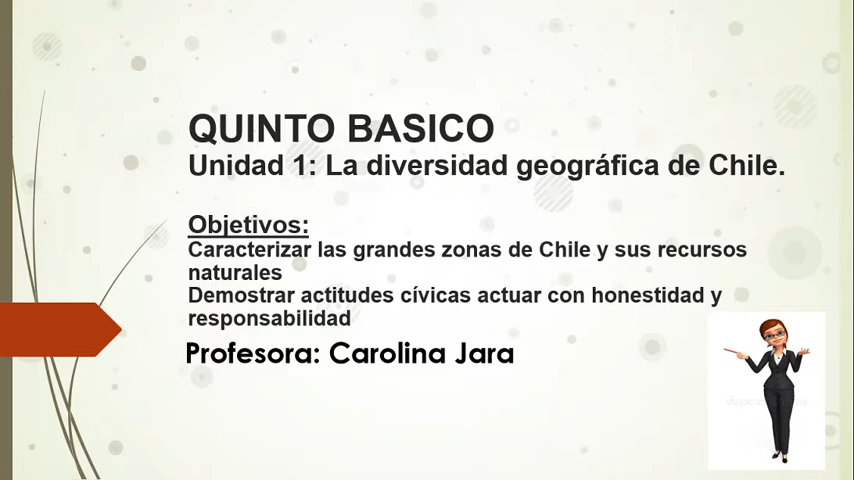 QUINTO BASICO
Unidad 1: La diversidad geográfica de Chile.
Objetivos:
Caracterizar las grandes zonas de Chile y sus recursos
naturales
Demostrar actitudes cívicas actuar con honestidad y
responsabilidad
Profesora: Carolina Jara